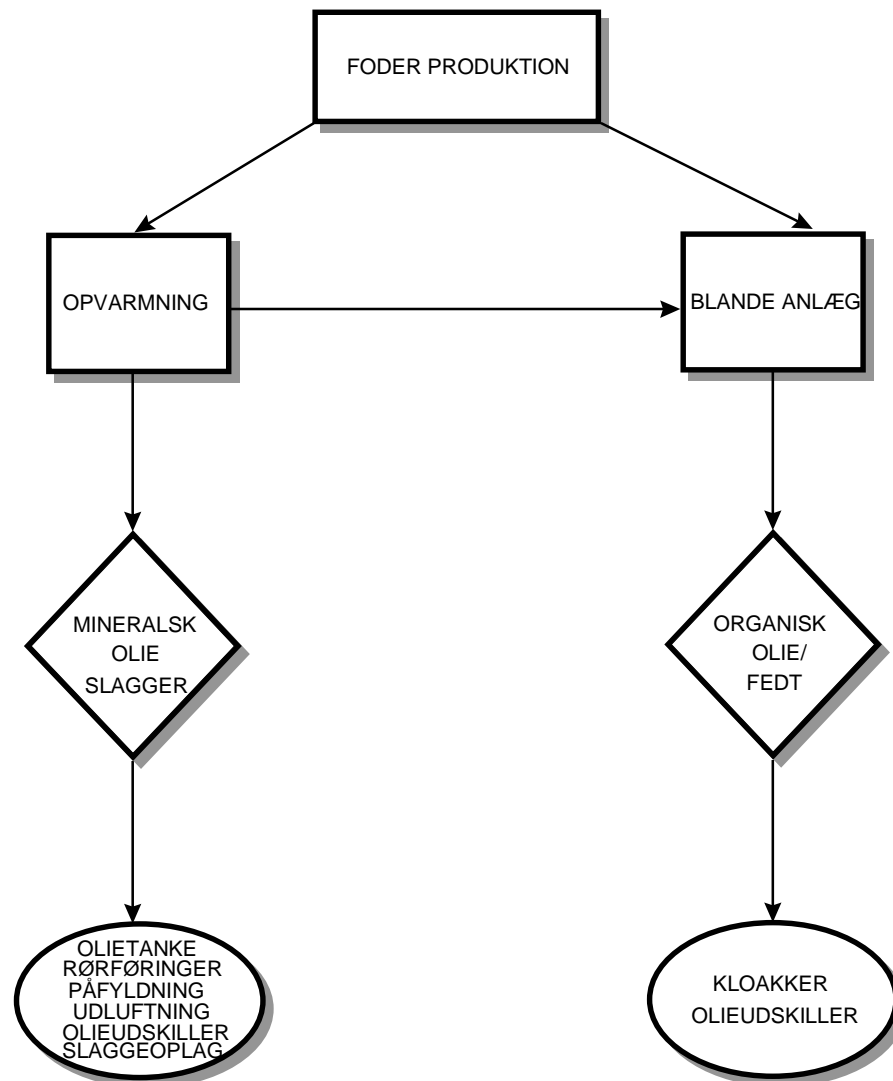 FODER PRODUKTION
OPVARMNING
BLANDE ANLÆG
MINERALSK
OLIE
SLAGGER
ORGANISK
OLIE/
FEDT
OLIETANKE
RØRFØRINGER
PÅFYLDNING
UDLUFTNING
OLIEUDSKILLER
SLAGGEOPLAG
KLOAKKER
OLIEUDSKILLER